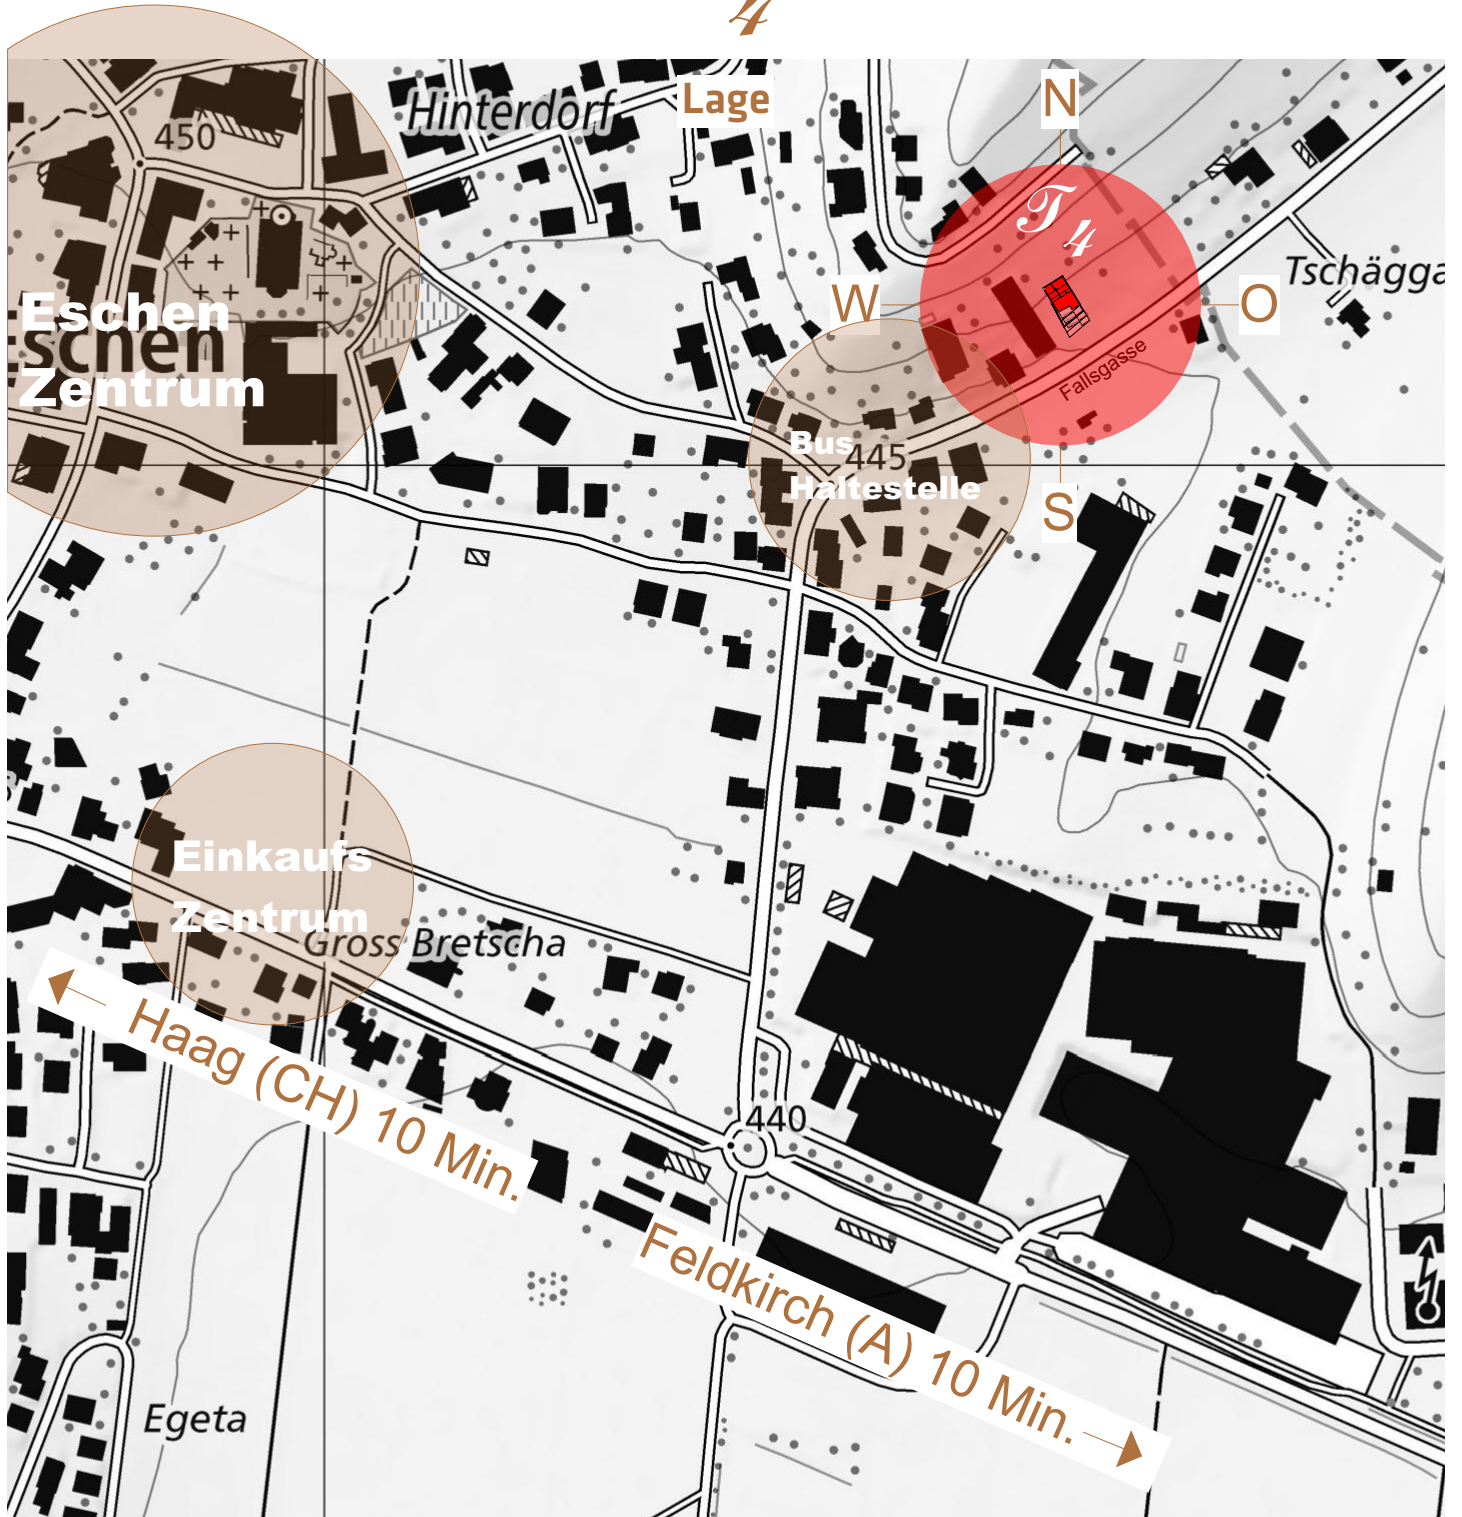 4
Lage
Hinterdorf
450
N
T4
W
O
Tschägga
Eschen
schen
Zentrum
Fallsgasse
Bus
445
Haltestelle
S
Einkaufs
Zentrum
Gross Bretscha
Haag (CH) 10 Min.
440
Feldkirch (A) 10 Min.
Egeta